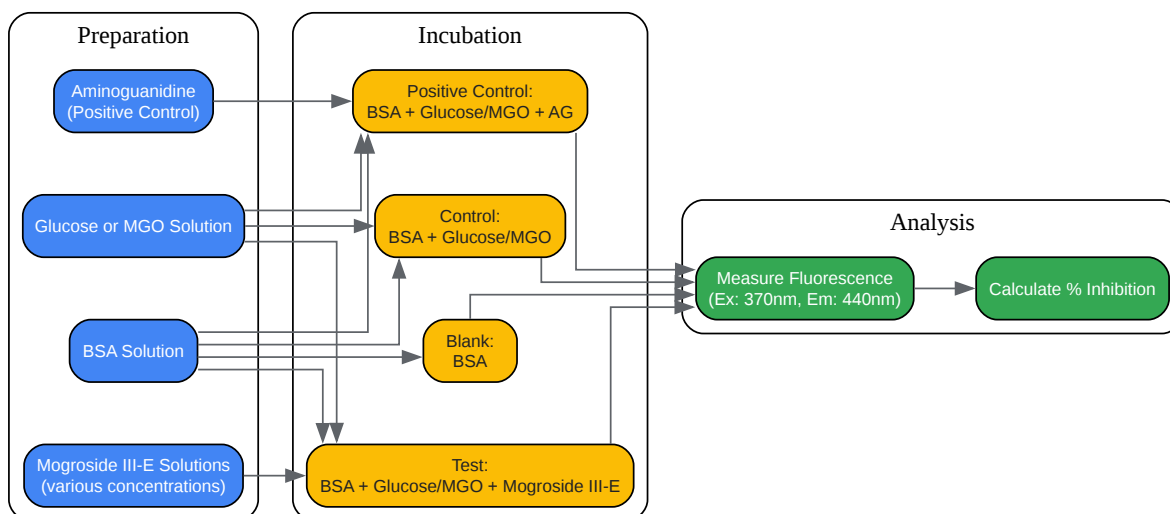 Preparation
Aminoguanidine
(Positive Control)
Glucose or MGO Solution
BSA Solution
Mogroside III-E Solutions
(various concentrations)
Incubation
Positive Control:
BSA + Glucose/MGO + AG
Control:
BSA + Glucose/MGO
Blank:
BSA
Test:
BSA + Glucose/MGO + Mogroside III-E
Analysis
Measure Fluorescence
(Ex: 370nm, Em: 440nm)
Calculate % Inhibition